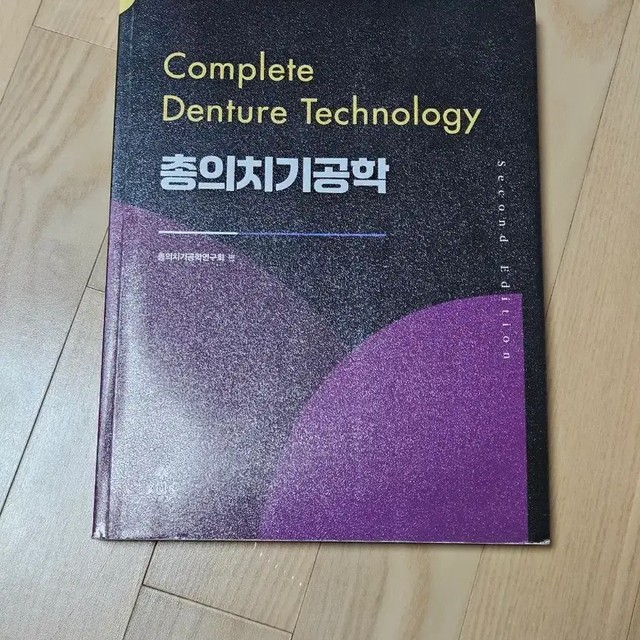 Complete
Denture Technology
총의치기공학
총의치기공학연구회 편
Second Edition